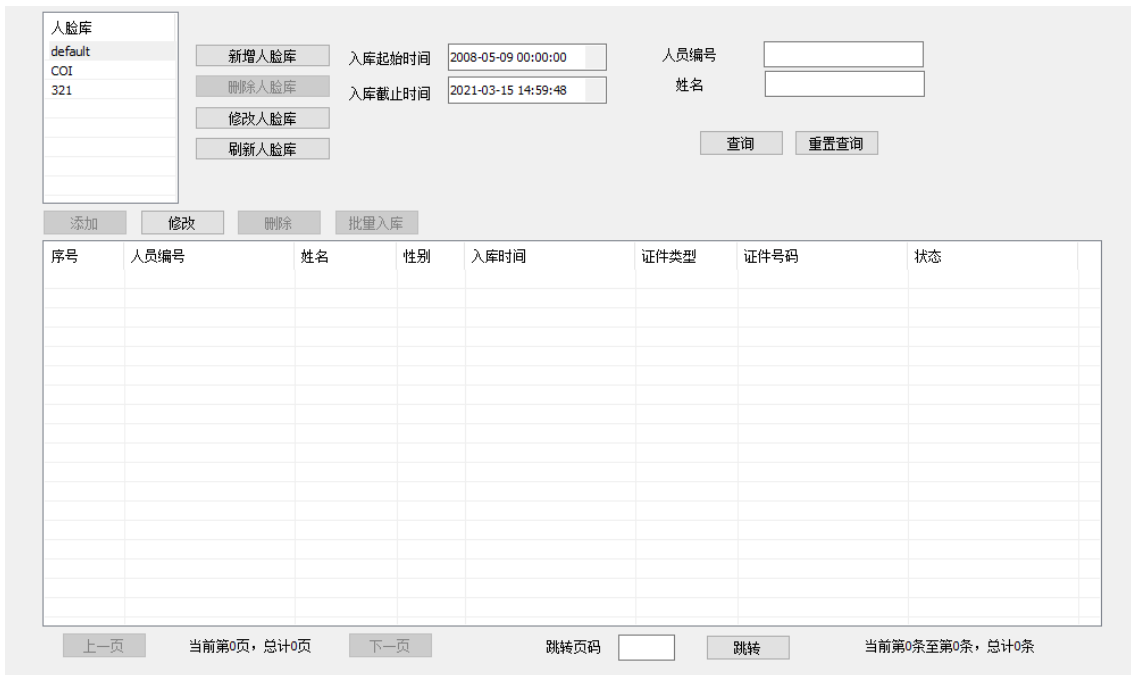 人脸库
default
COI
321
新增人脸库
删除人脸库
修改人脸库
刷新人脸库
入库起始时间 2008-05-09 00:00:00
入库截止时间 2021-03-15 14:59:48
人员编号
姓名
查询 重置查询
添加 修改 删除 批量入库
序号 人员编号 姓名 性别 入库时间 证件类型 证件号码 状态
上一页 当前第0页，总计0页 下一页 跳转页码 跳转 当前第0条至第0条，总计0条